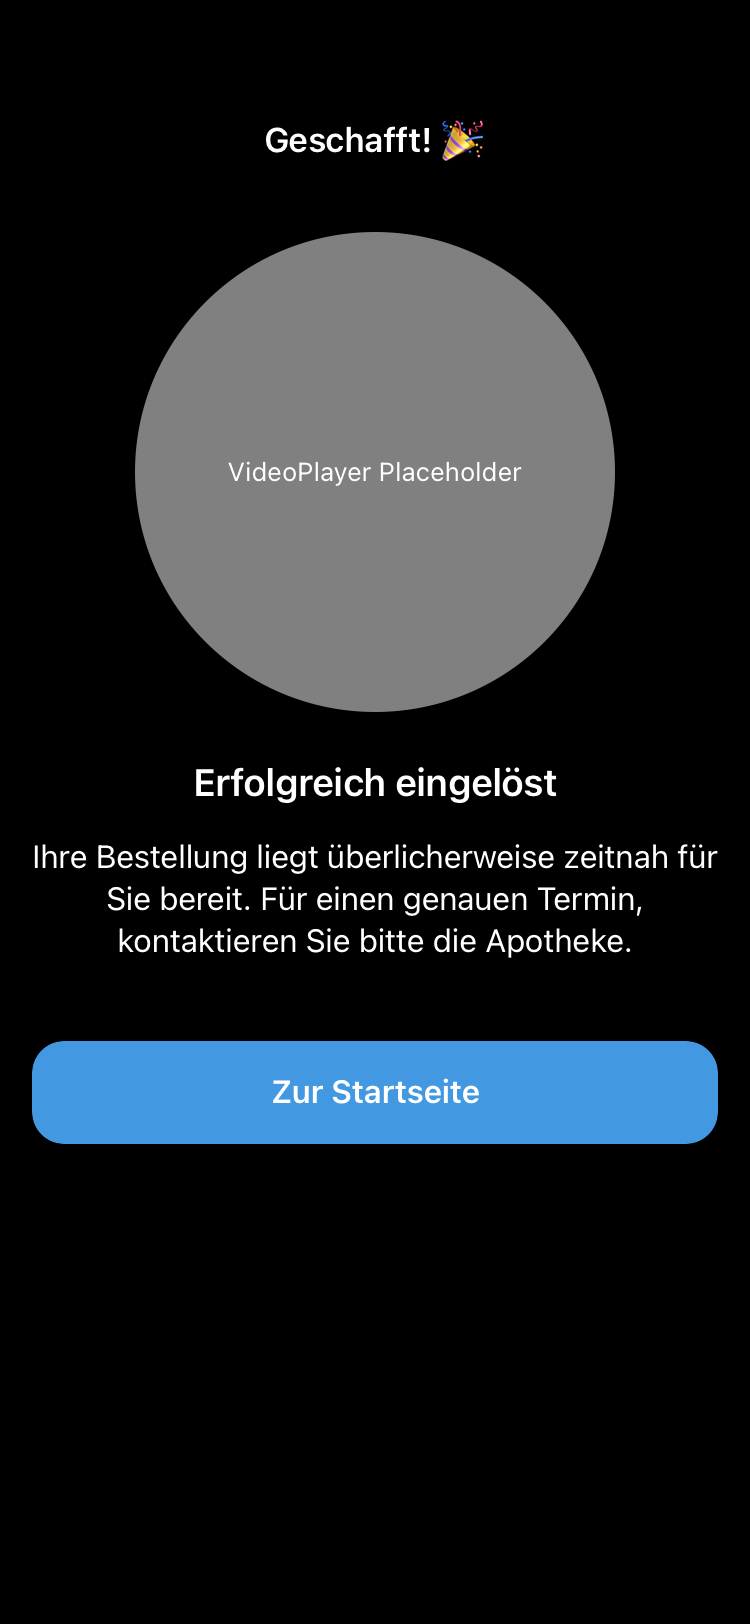 Geschafft! 🎉
VideoPlayer Placeholder
Erfolgreich eingelöst
Ihre Bestellung liegt überlicherweise zeitnah für
Sie bereit. Für einen genauen Termin,
kontaktieren Sie bitte die Apotheke.
Zur Startseite